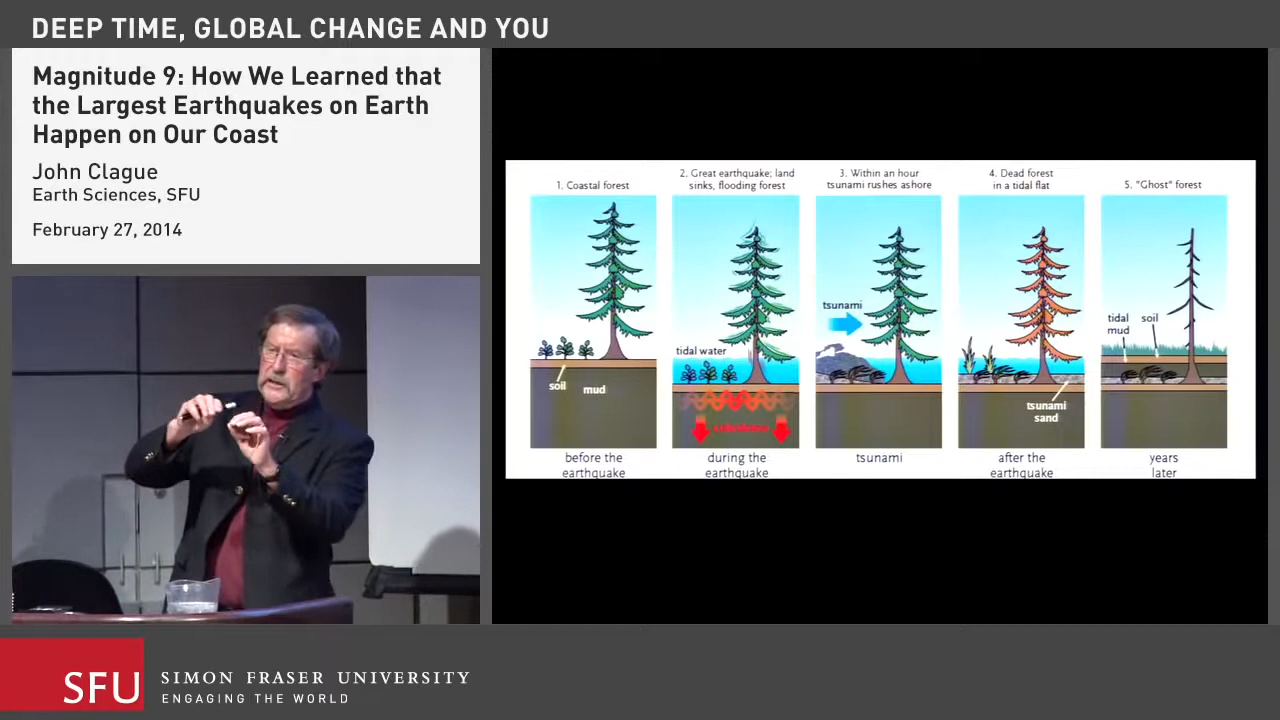 DEEP TIME, GLOBAL CHANGE AND YOU
Magnitude 9: How We Learned that
the Largest Earthquakes on Earth
Happen on Our Coast
John Clague
Earth Sciences, SFU
February 27, 2014
1. Coastal forest
soil
mud
before the
earthquake
2. Great earthquake; land
sinks, flooding forest
tidal water
subsidence
during the
earthquake
3. Within an hour
tsunami rushes ashore
tsunami
tsunami
4. Dead forest
in a tidal flat
tsunami
sand
after the
earthquake
5. "Ghost" forest
tidal
mud
soil
years
later
SFU
SIMON FRASER UNIVERSITY
ENGAGING THE WORLD